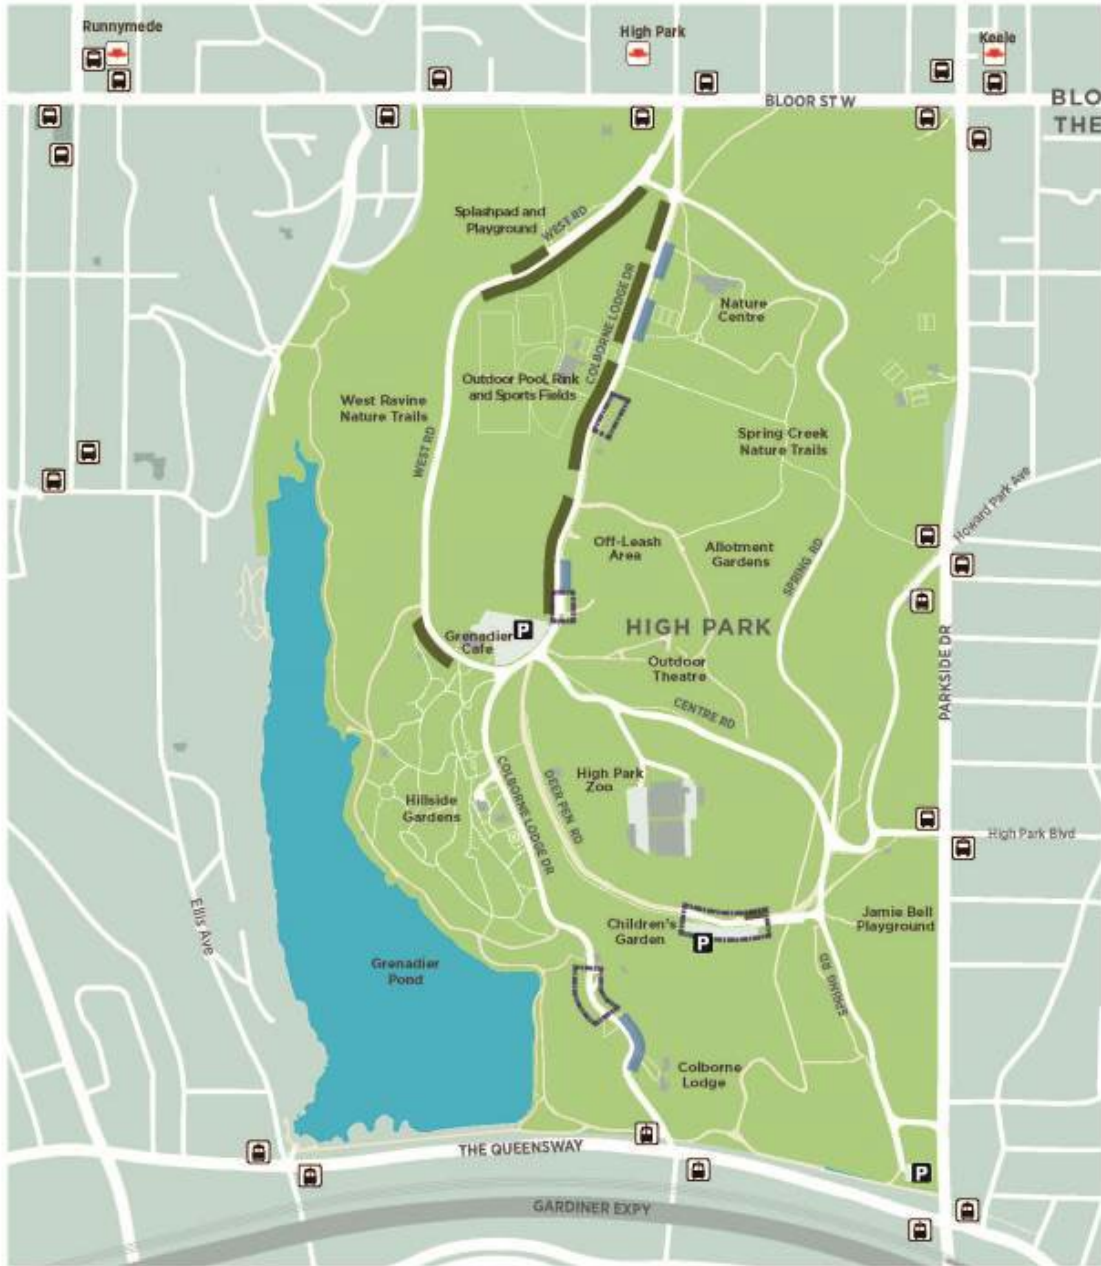 Runnymede
High Park
Keele
BLOOR ST W
BLO
THE
Splashpad and
Playground
WEST RD
COLBORNE LODGE DR
Nature
Centre
Outdoor Pool, Rink
and Sports Fields
West Ravine
Nature Trails
WEST RD
Spring Creek
Nature Trails
Howard Park Ave
Off-Leash
Area
Allotment
Gardens
SPRING RD
HIGH PARK
Grenadier
Cafe
P
Outdoor
Theatre
PARKSIDE DR
CENTRE RD
High Park
Zoo
COLBORNE LODGE DR
DEER PEN RD
Hillside
Gardens
High Park Blvd
Ellis Ave
Children's
Garden
P
Jamie Bell
Playground
Grenadier
Pond
SPRING RD
Colborne
Lodge
THE QUEENSWAY
P
GARDINER EXPY